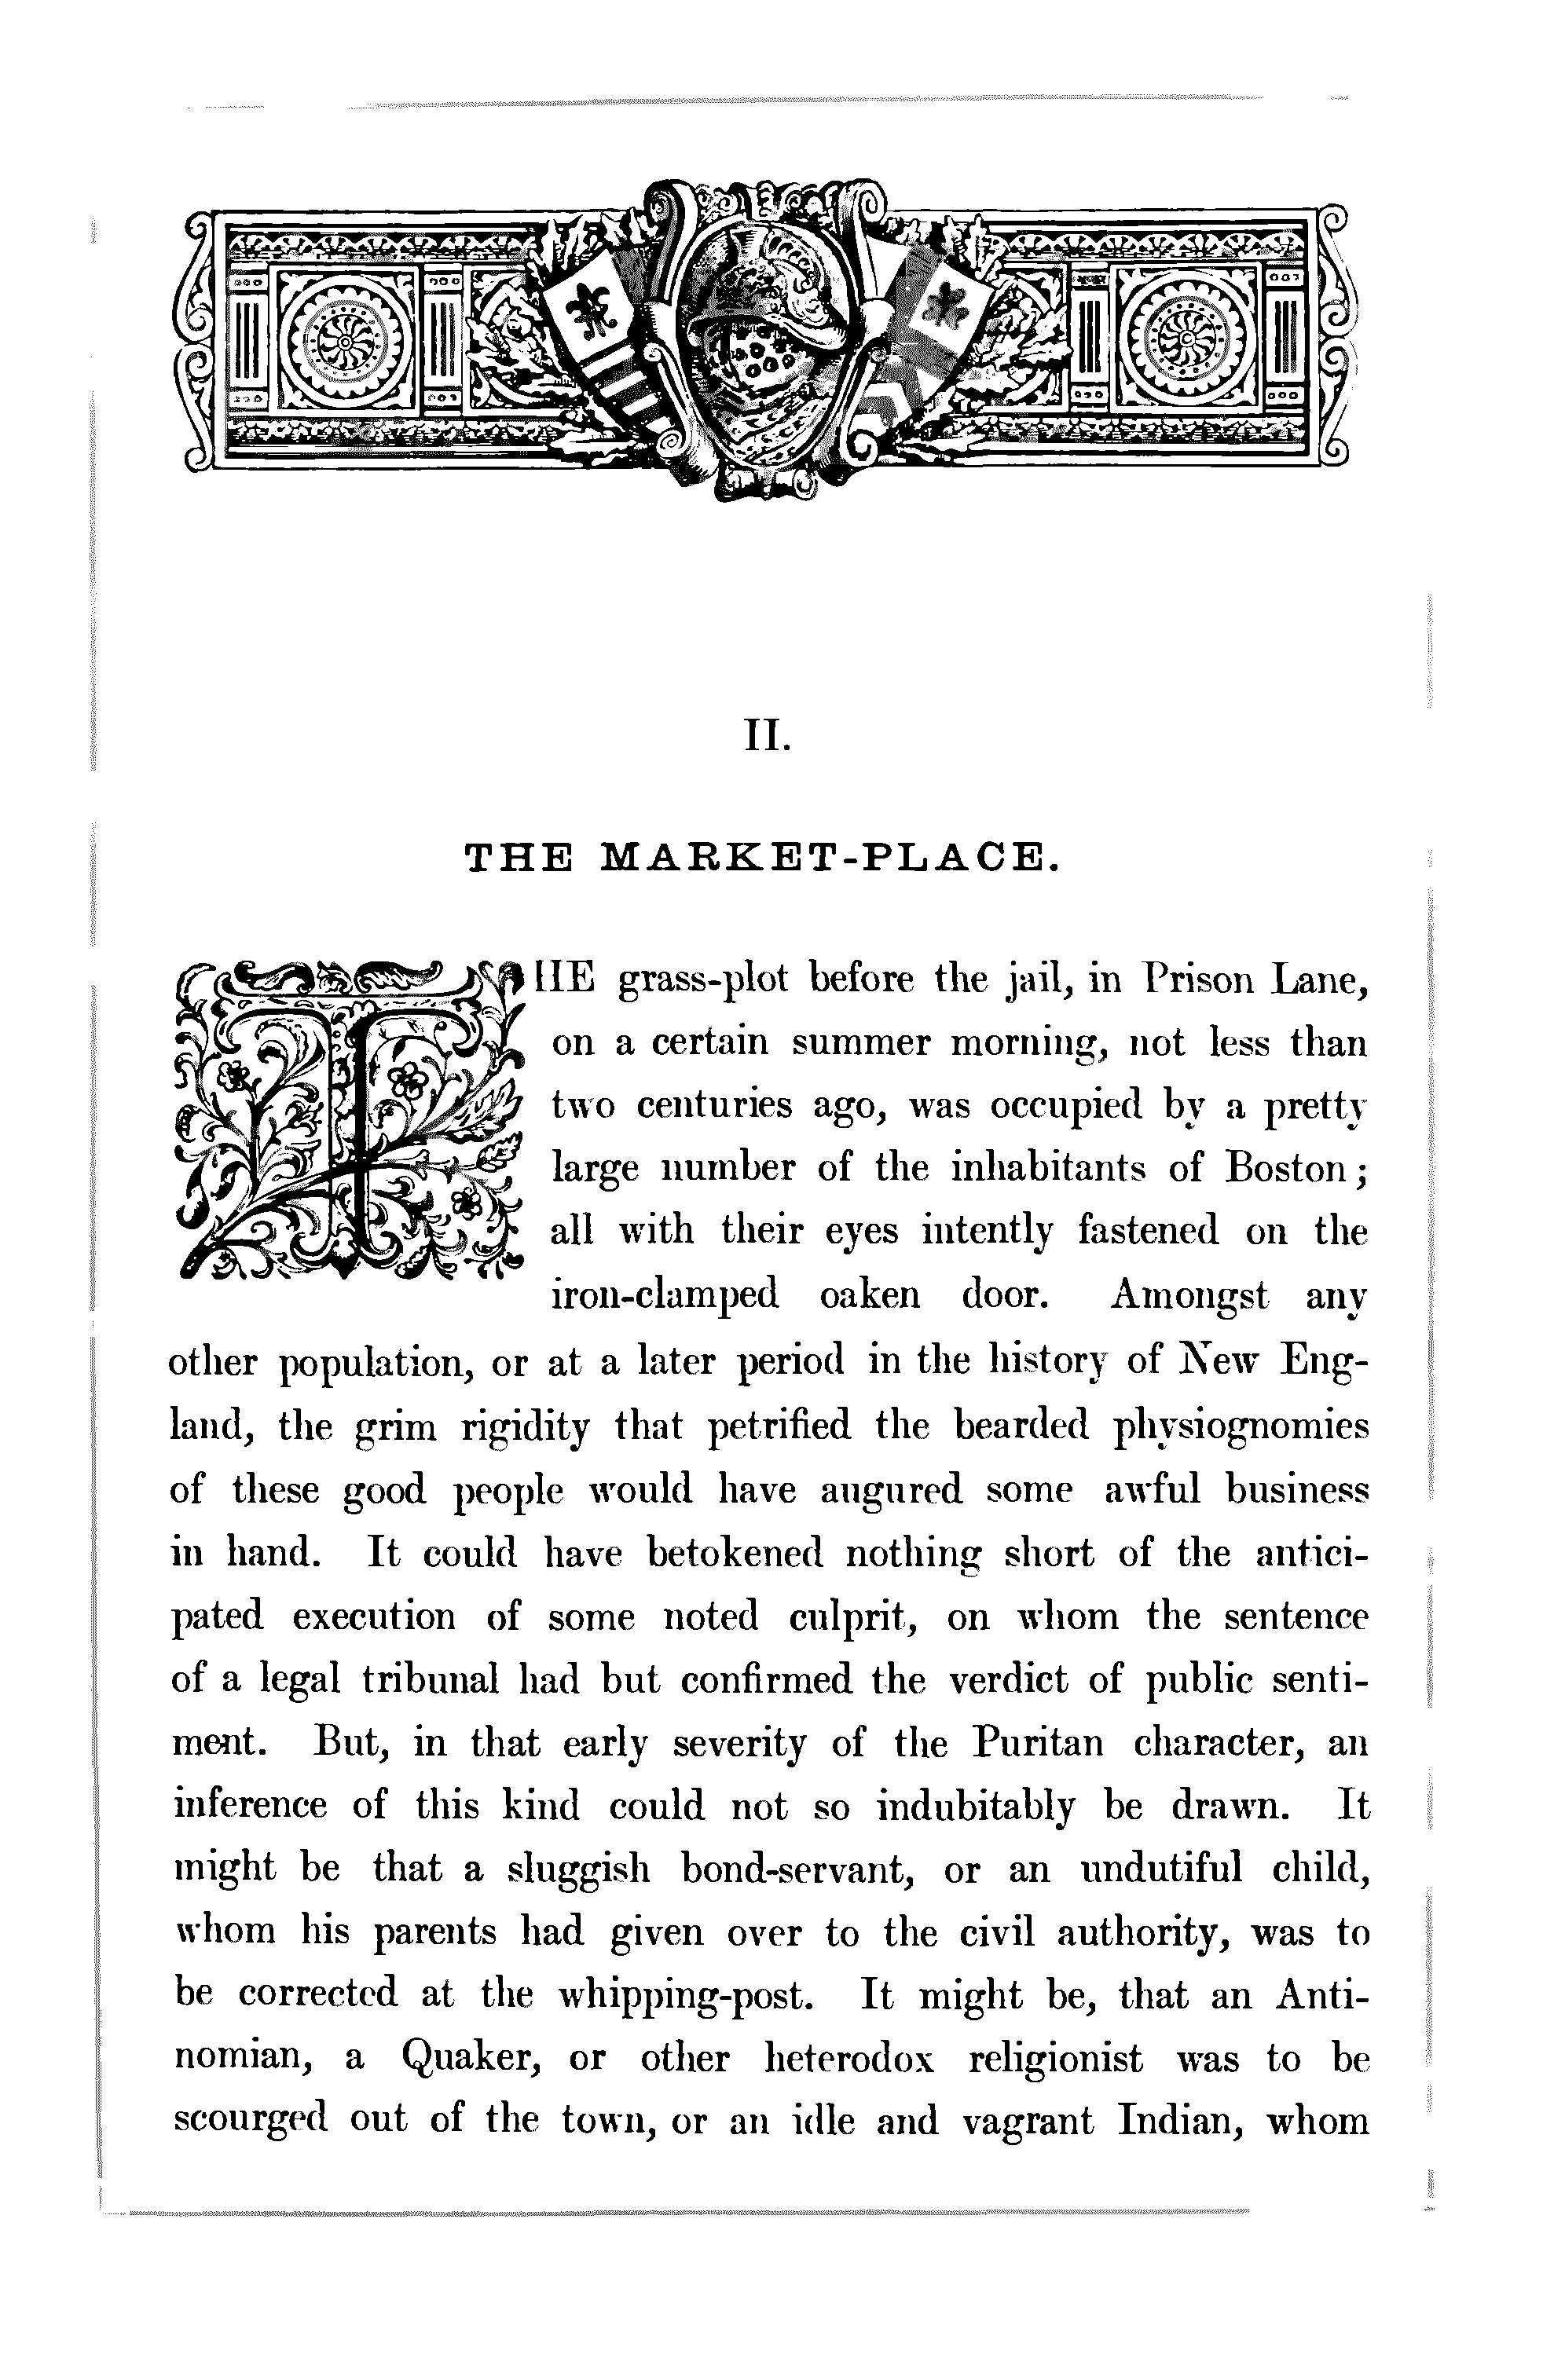 II.
THE MARKET-PLACE.
THE grass-plot before the jail, in Prison Lane,
on a certain summer morning, not less than
two centuries ago, was occupied by a pretty
large number of the inhabitants of Boston;
all with their eyes intently fastened on the
iron-clamped oaken door. Amongst any
other population, or at a later period in the history of New Eng-
land, the grim rigidity that petrified the bearded physiognomies
of these good people would have augured some awful business
in hand. It could have betokened nothing short of the antici-
pated execution of some noted culprit, on whom the sentence
of a legal tribunal had but confirmed the verdict of public senti-
ment. But, in that early severity of the Puritan character, an
inference of this kind could not so indubitably be drawn. It
might be that a sluggish bond-servant, or an undutiful child,
whom his parents had given over to the civil authority, was to
be corrected at the whipping-post. It might be, that an Anti-
nomian, a Quaker, or other heterodox religionist was to be
scourged out of the town, or an idle and vagrant Indian, whom